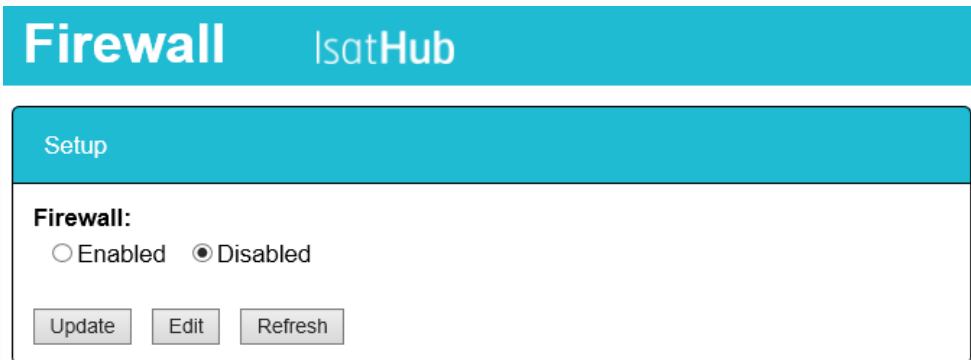 Firewall IsatHub
Setup
Firewall:
Enabled Disabled
Update Edit Refresh